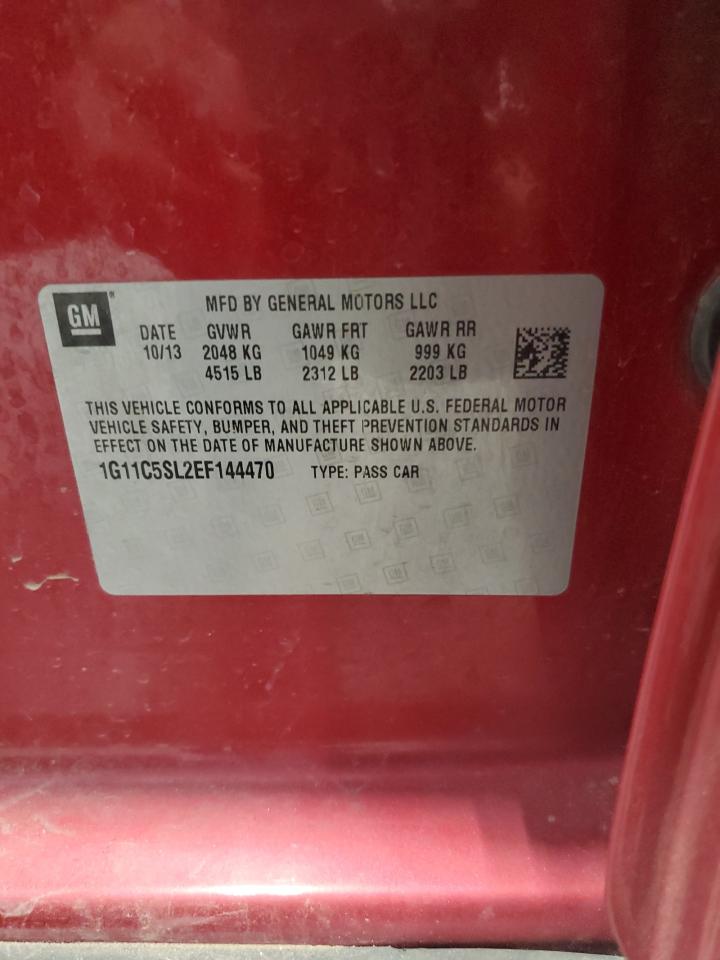 GM
MFD BY GENERAL MOTORS LLC
DATE GVWR GAWR FRT GAWR RR
10/13 2048 KG 1049 KG 999 KG
4515 LB 2312 LB 2203 LB
THIS VEHICLE CONFORMS TO ALL APPLICABLE U.S. FEDERAL MOTOR
VEHICLE SAFETY, BUMPER, AND THEFT PREVENTION STANDARDS IN
EFFECT ON THE DATE OF MANUFACTURE SHOWN ABOVE.
1G11C5SL2EF144470 TYPE: PASS CAR